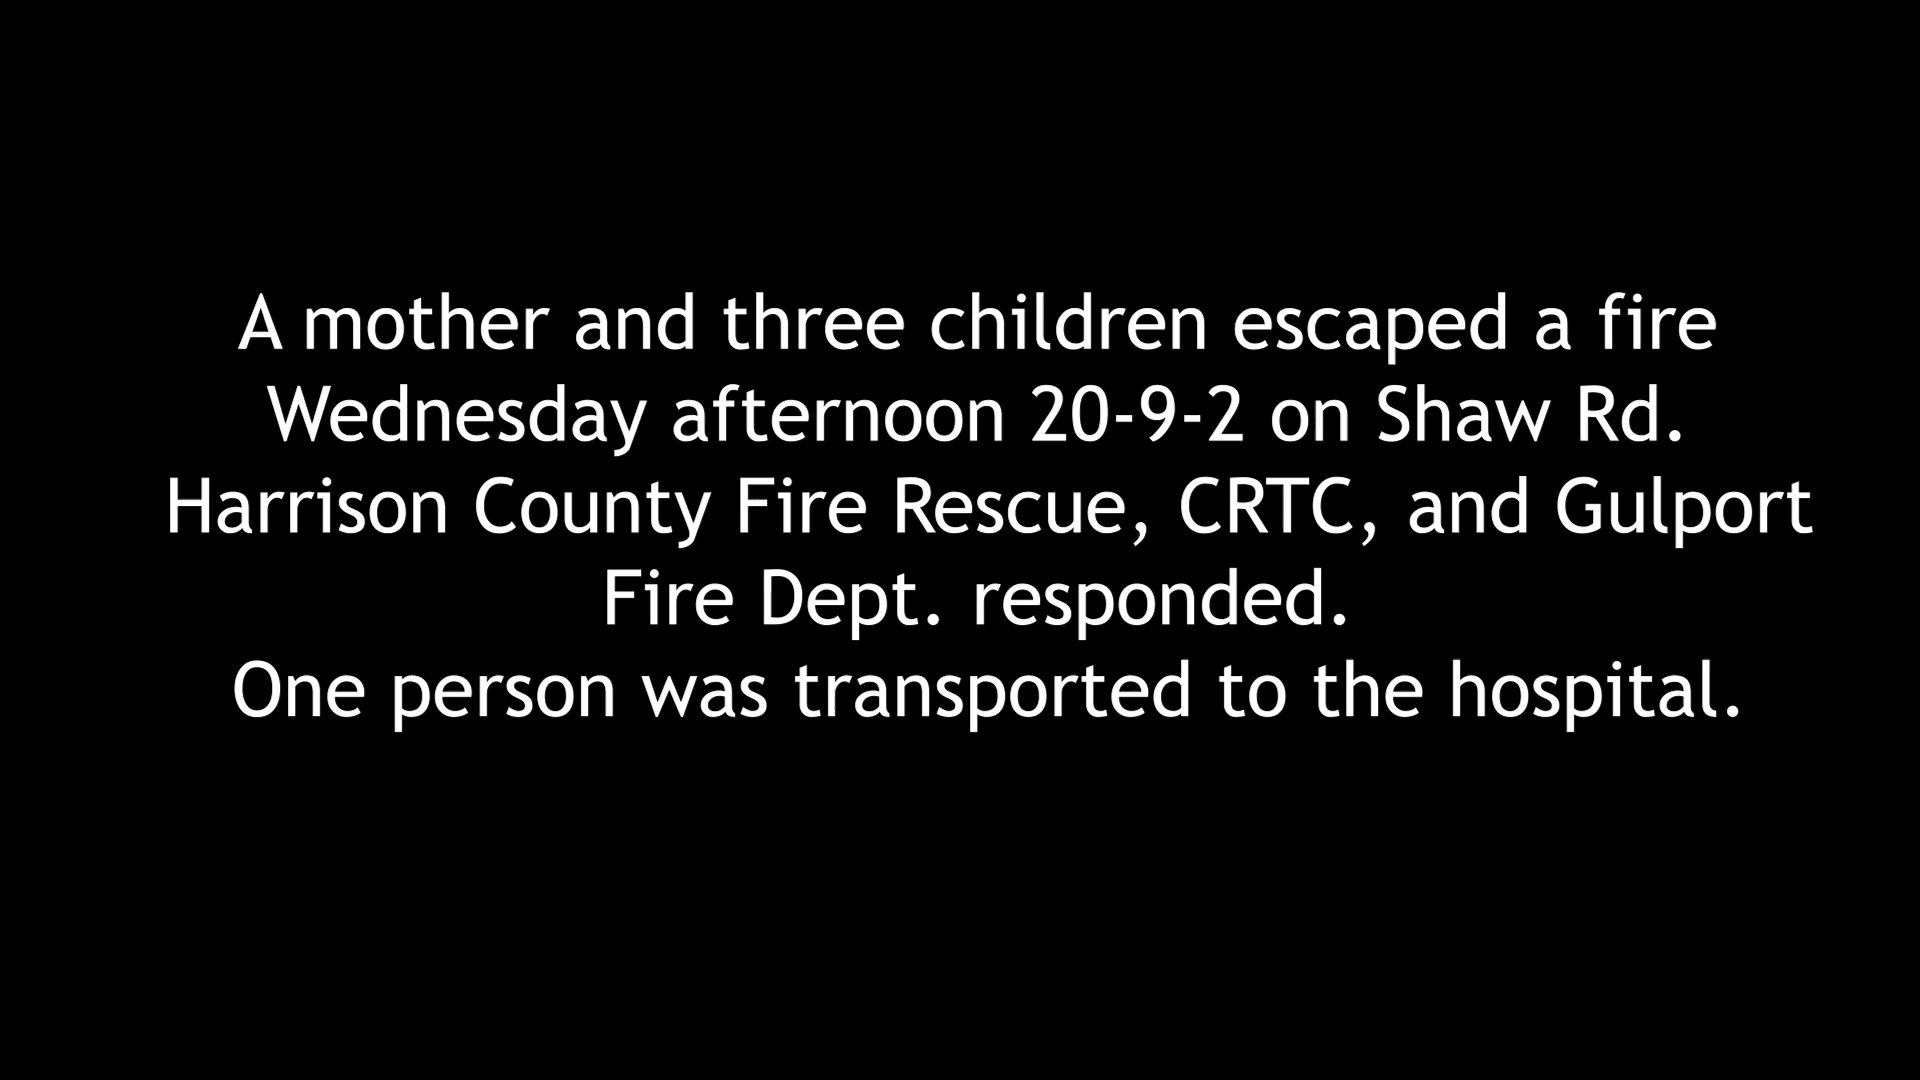 A mother and three children escaped a fire
Wednesday afternoon 20-9-2 on Shaw Rd.
Harrison County Fire Rescue, CRTC, and Gulport
Fire Dept. responded.
One person was transported to the hospital.